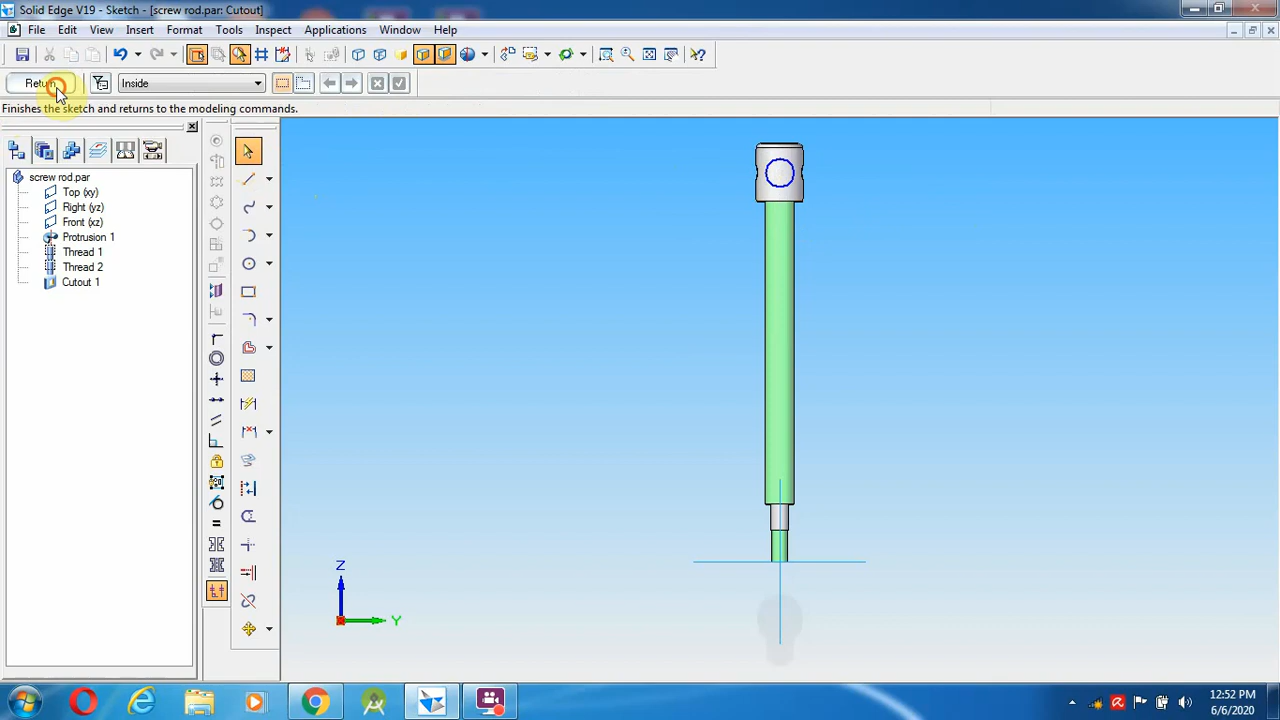 Solid Edge V19 - Sketch - [screw rod.par: Cutout]
File Edit View Insert Format Tools Inspect Applications Window Help
Return Inside
Finishes the sketch and returns to the modeling commands.
screw rod.par
Top (xy)
Right (yz)
Front (xz)
Protrusion 1
Thread 1
Thread 2
Cutout 1
Z
Y
12:52 PM
6/6/2020